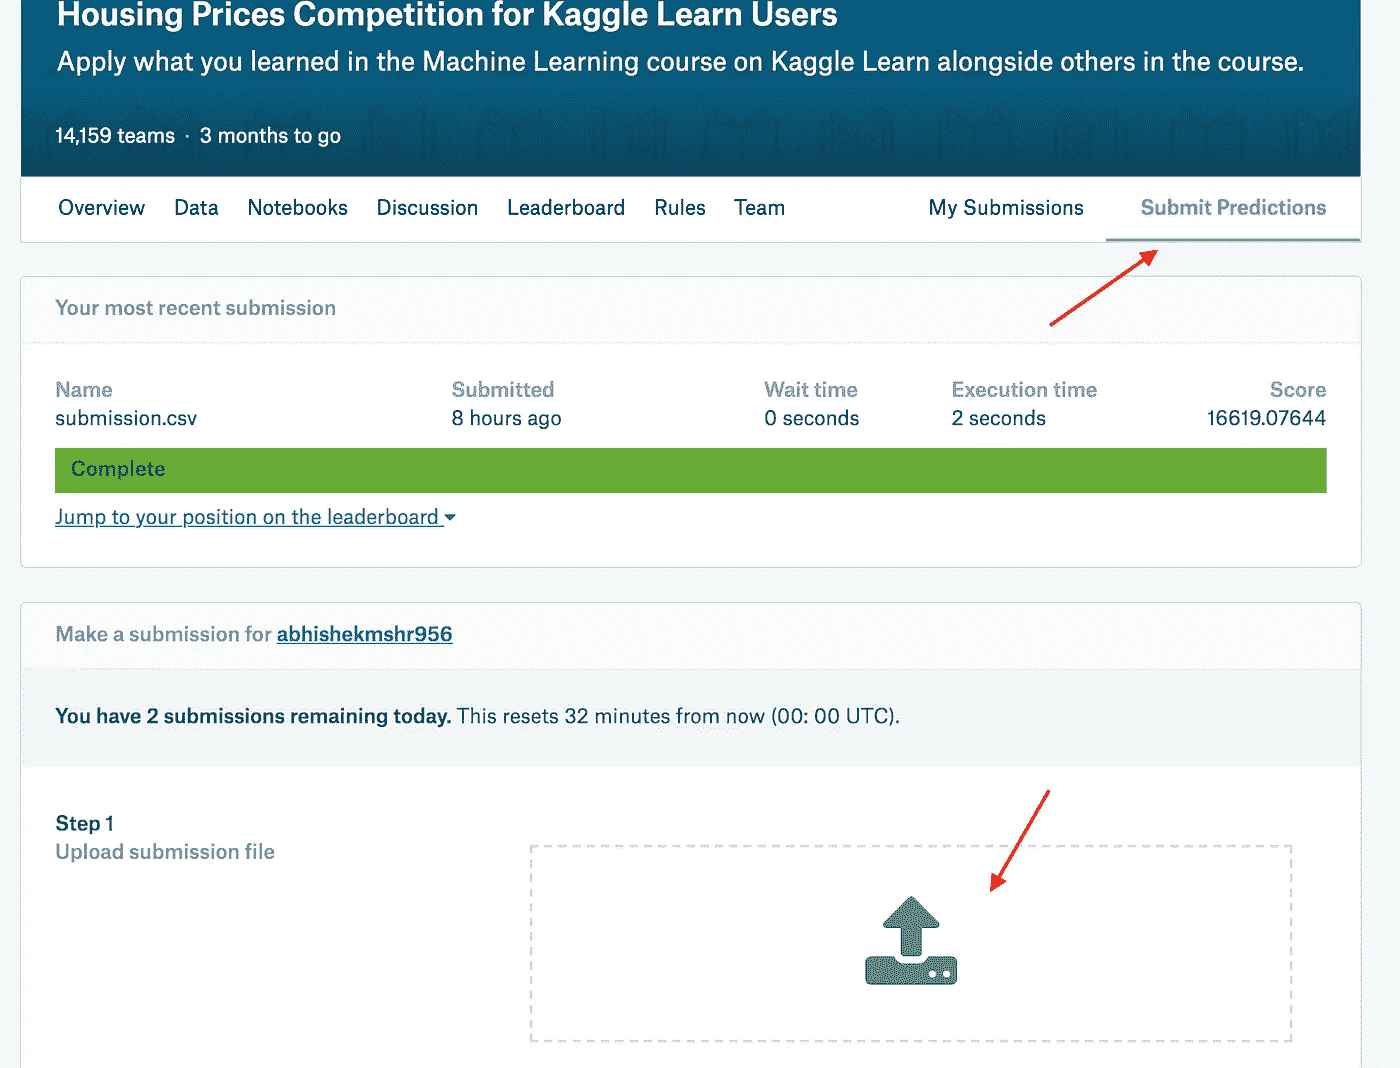 Housing Prices Competition for Kaggle Learn Users
Apply what you learned in the Machine Learning course on Kaggle Learn alongside others in the course.
14,159 teams · 3 months to go
Overview Data Notebooks Discussion Leaderboard Rules Team My Submissions Submit Predictions
Your most recent submission
Name Submitted Wait time Execution time Score
submission.csv 8 hours ago 0 seconds 2 seconds 16619.07644
Complete
Jump to your position on the leaderboard
Make a submission for abhishekmshr956
You have 2 submissions remaining today. This resets 32 minutes from now (00: 00 UTC).
Step 1
Upload submission file